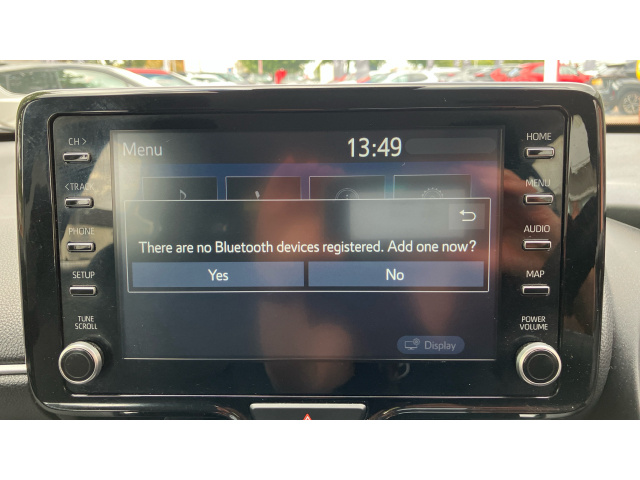 CH >
< TRACK
PHONE
SETUP
TUNE
SCROLL
Menu
13:49
There are no Bluetooth devices registered. Add one now?
Yes
No
Display
HOME
MENU
AUDIO
MAP
POWER
VOLUME